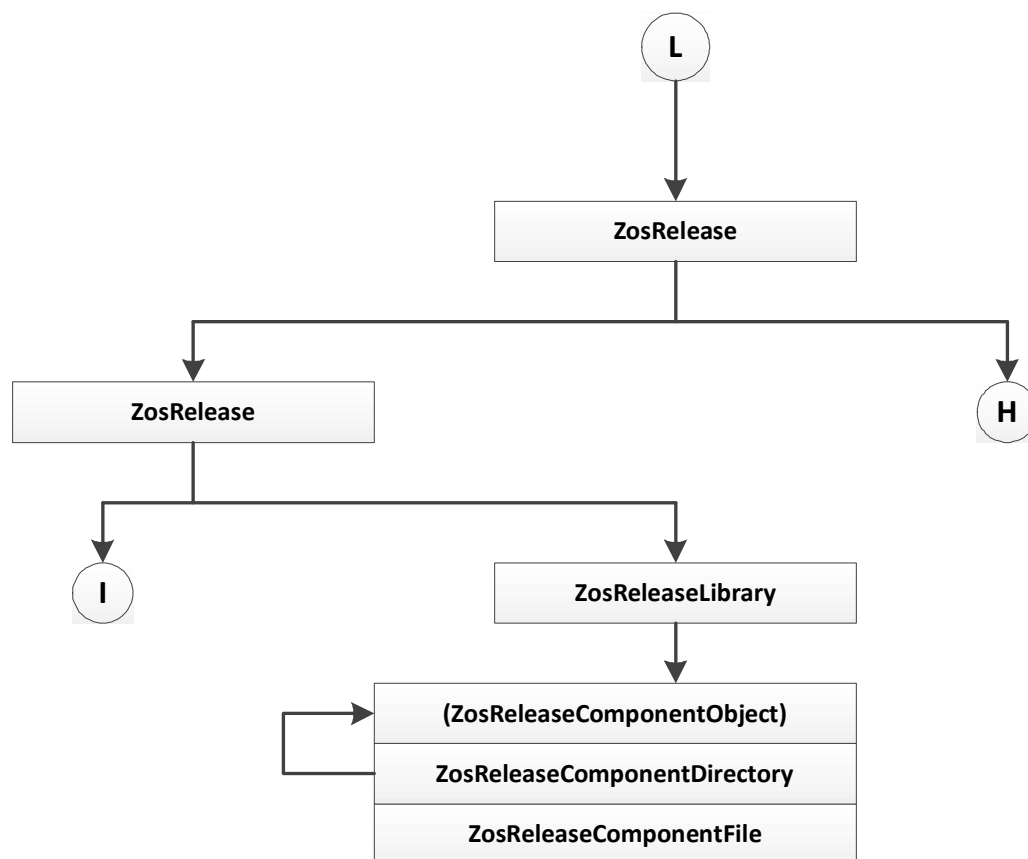 L
ZosRelease
ZosRelease
H
I
ZosReleaseLibrary
(ZosReleaseComponentObject)
ZosReleaseComponentDirectory
ZosReleaseComponentFile